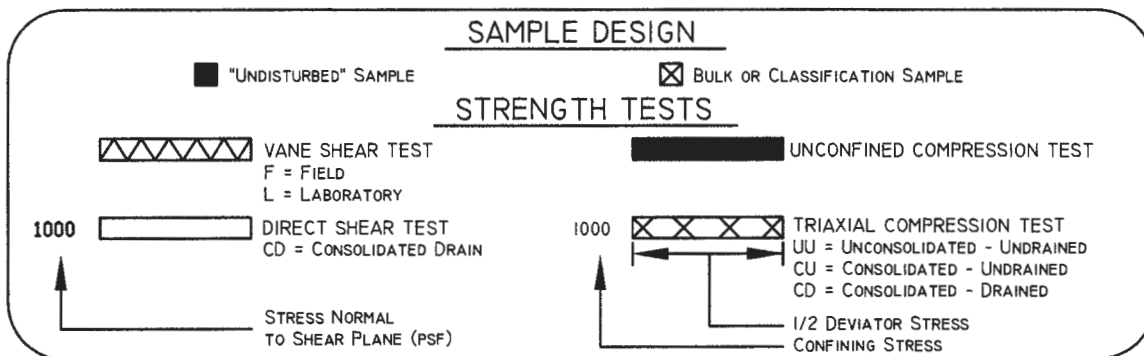 SAMPLE DESIGN
"UNDISTURBED" SAMPLE
BULK OR CLASSIFICATION SAMPLE
STRENGTH TESTS
VANE SHEAR TEST
F = FIELD
L = LABORATORY
UNCONFINED COMPRESSION TEST
1000
DIRECT SHEAR TEST
CD = CONSOLIDATED DRAIN
STRESS NORMAL
TO SHEAR PLANE (PSF)
1000
TRIAXIAL COMPRESSION TEST
UU = UNCONSOLIDATED - UNDRAINED
CU = CONSOLIDATED - UNDRAINED
CD = CONSOLIDATED - DRAINED
1/2 DEVIATOR STRESS
CONFINING STRESS